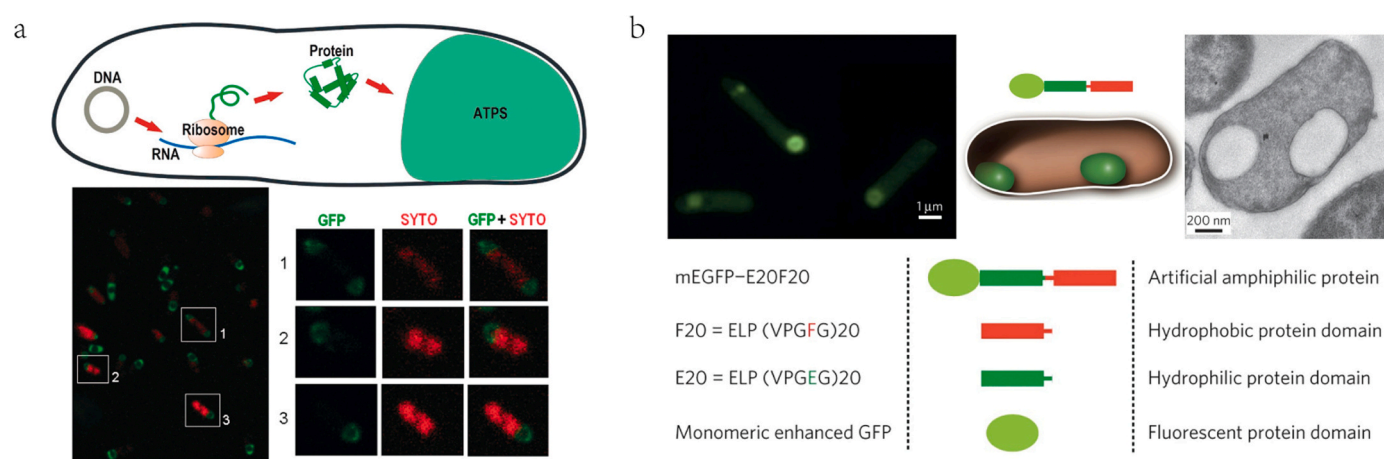 a
DNA
RNA
Ribosome
Protein
ATPS
GFP
SYTO
GFP + SYTO
1
2
3
1
2
3
b
1 µm
200 nm
mEGFP–E20F20
Artificial amphiphilic protein
F20 = ELP (VPGFG)20
Hydrophobic protein domain
E20 = ELP (VPGEG)20
Hydrophilic protein domain
Monomeric enhanced GFP
Fluorescent protein domain